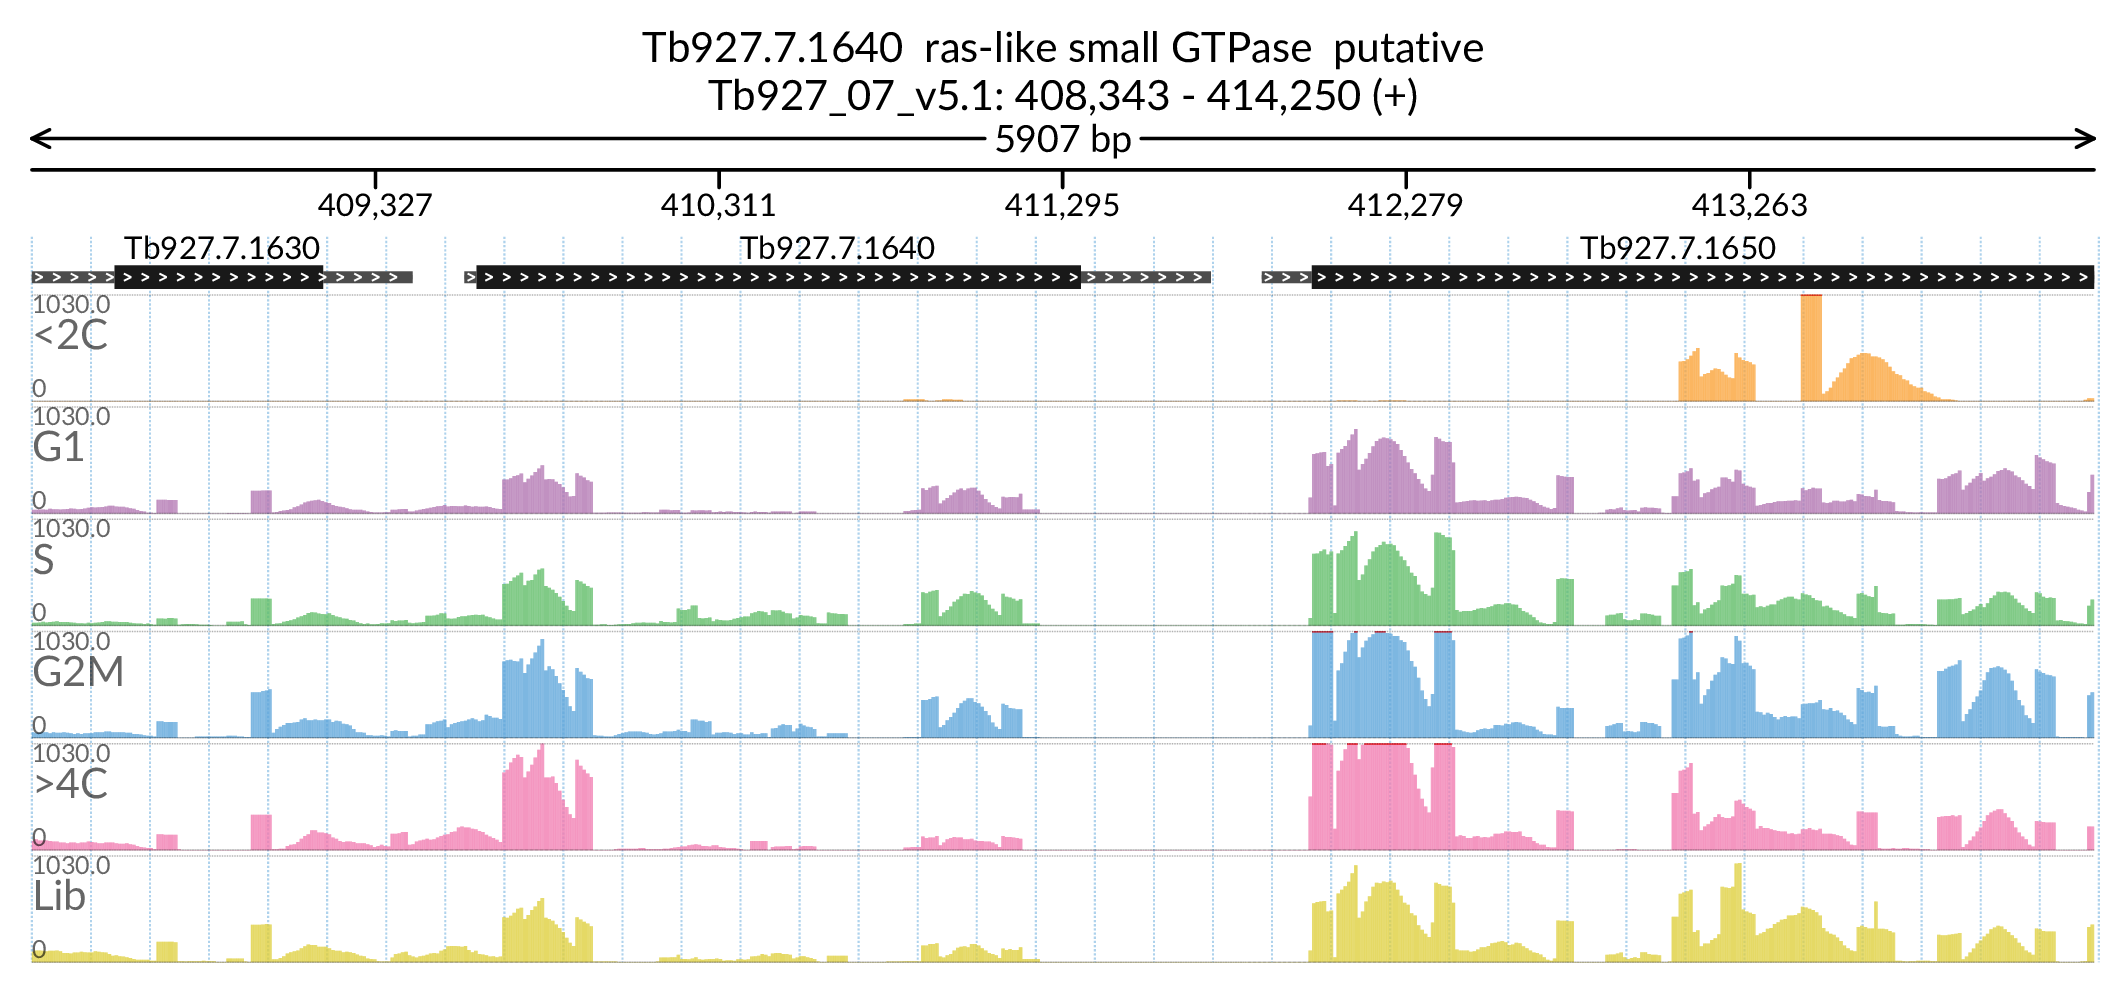 Tb927.7.1640 ras-like small GTPase putative
Tb927_07_v5.1: 408,343 - 414,250 (+)
5907 bp
409,327 410,311 411,295 412,279 413,263
Tb927.7.1630 Tb927.7.1640 Tb927.7.1650
1030.0
<2C
0
1030.0
G1
0
1030.0
S
0
1030.0
G2M
0
1030.0
>4C
0
1030.0
Lib
0